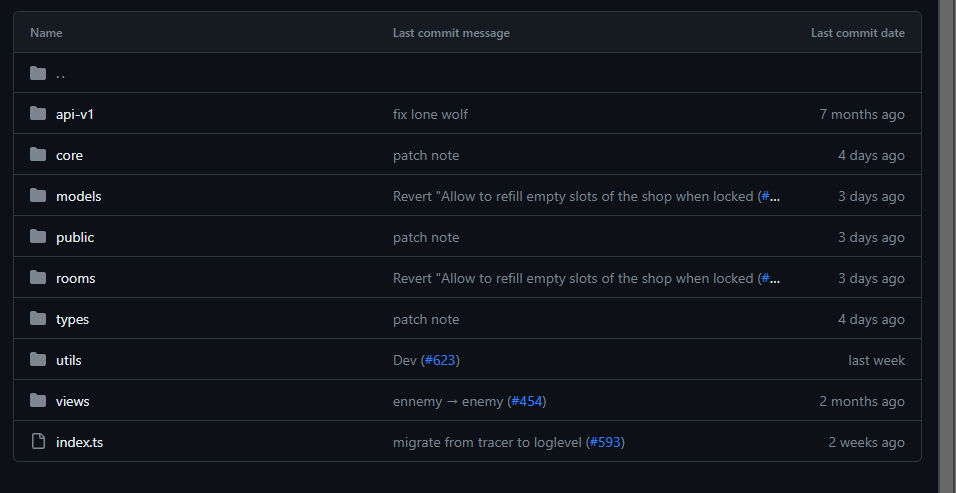 Name Last commit message Last commit date
..
api-v1 fix lone wolf 7 months ago
core patch note 4 days ago
models Revert "Allow to refill empty slots of the shop when locked (#... 3 days ago
public patch note 3 days ago
rooms Revert "Allow to refill empty slots of the shop when locked (#... 3 days ago
types patch note 4 days ago
utils Dev (#623) last week
views ennemy → enemy (#454) 2 months ago
index.ts migrate from tracer to loglevel (#593) 2 weeks ago